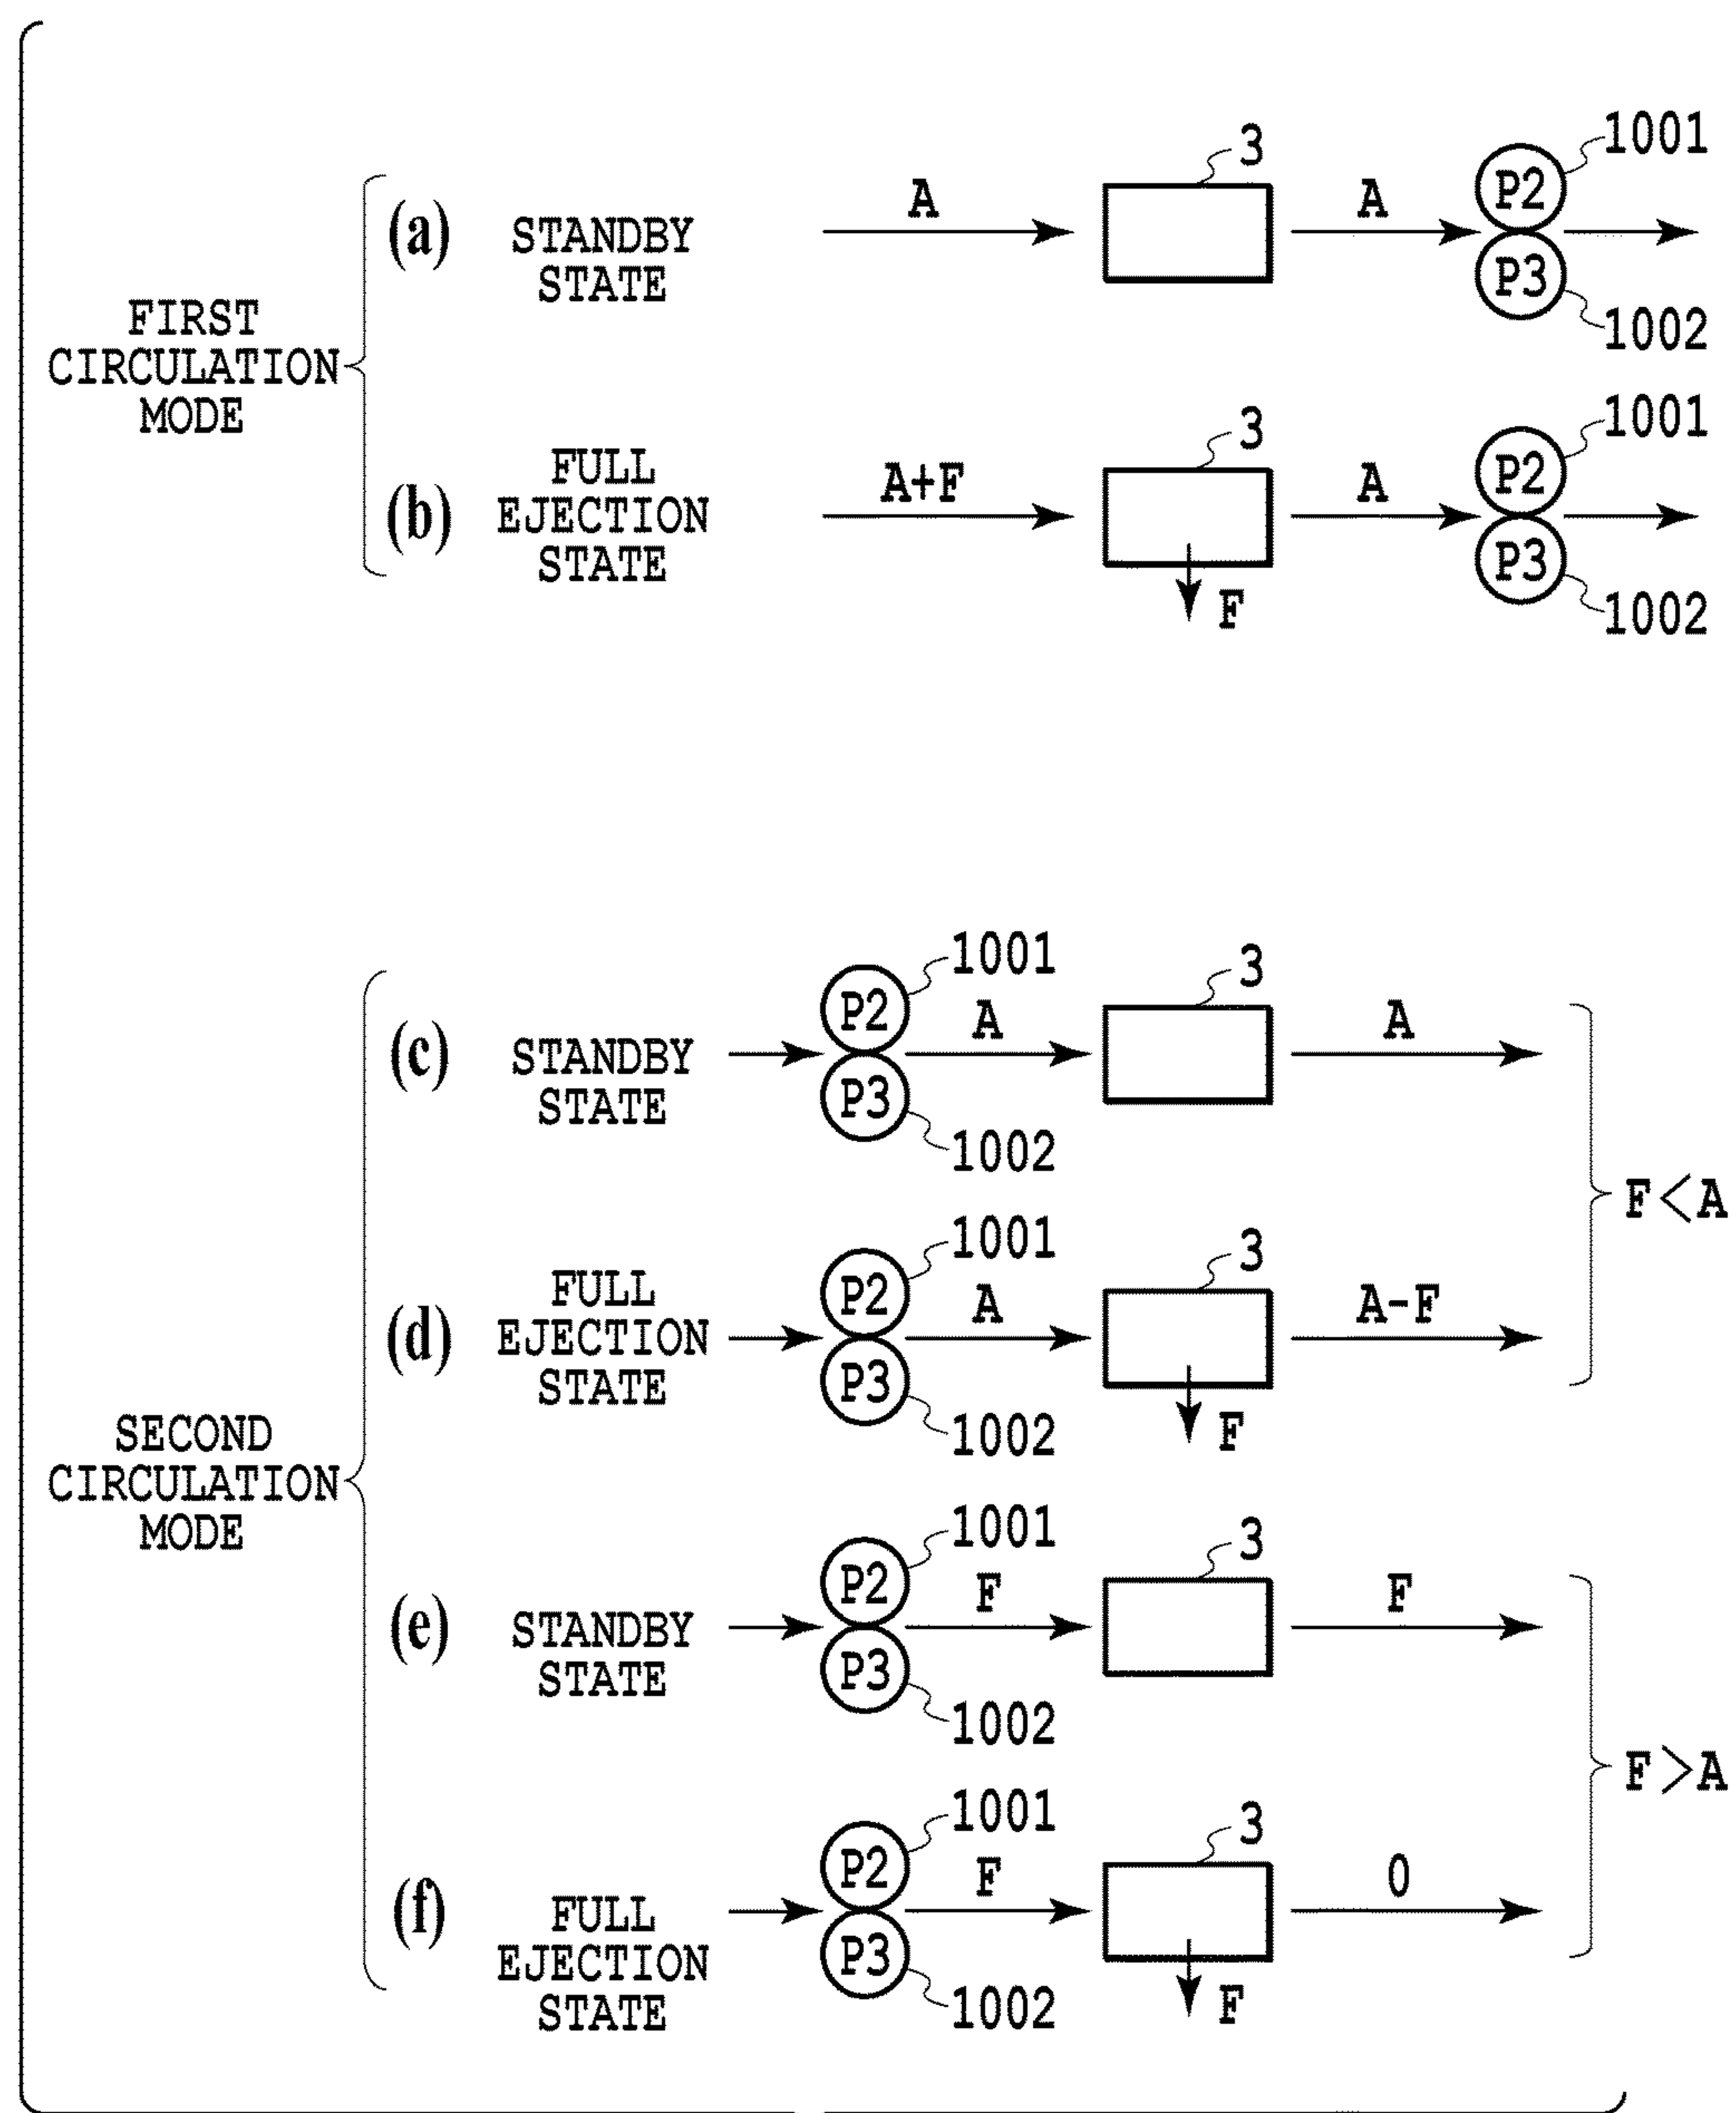 FIRST
CIRCULATION
MODE
(a)
STANDBY
STATE
A
3
A
P2
P3
1001
1002
(b)
FULL
EJECTION
STATE
A+F
3
F
A
P2
P3
1001
1002
SECOND
CIRCULATION
MODE
(c)
STANDBY
STATE
P2
P3
1001
1002
A
3
A
(d)
FULL
EJECTION
STATE
P2
P3
1001
1002
A
3
F
A-F
F<A
(e)
STANDBY
STATE
P2
P3
1001
1002
F
3
F
(f)
FULL
EJECTION
STATE
P2
P3
1001
1002
F
3
F
0
F>A